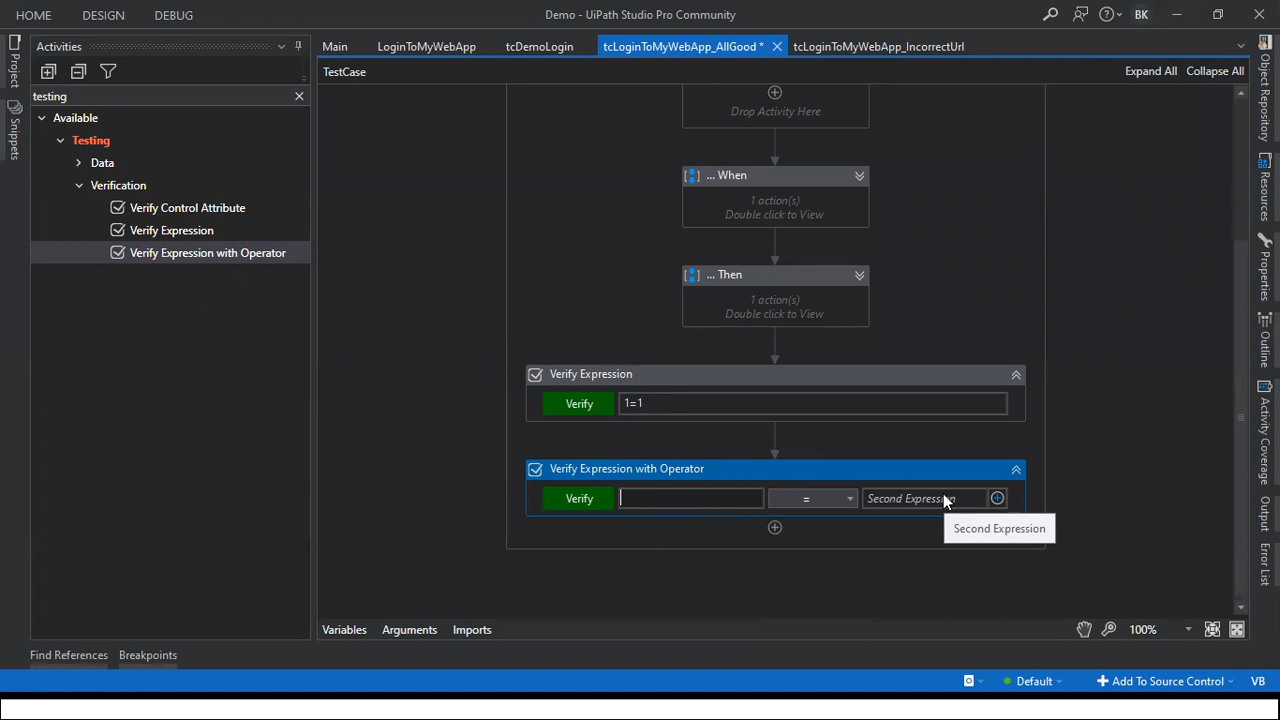 HOME DESIGN DEBUG Demo - UiPath Studio Pro Community BK
Activities
testing
Available
Testing
Data
Verification
Verify Control Attribute
Verify Expression
Verify Expression with Operator
Project
Snippets
Main LoginToMyWebApp tcDemoLogin tcLoginToMyWebApp_AllGood * tcLoginToMyWebApp_IncorrectUrl
TestCase Expand All Collapse All
Drop Activity Here
... When
1 action(s)
Double click to View
... Then
1 action(s)
Double click to View
Verify Expression
Verify 1=1
Verify Expression with Operator
Verify = Second Expression
Second Expression
Object Repository
Resources
Properties
Outline
Activity Coverage
Output
Error List
Variables Arguments Imports 100%
Find References Breakpoints
Default Add To Source Control VB